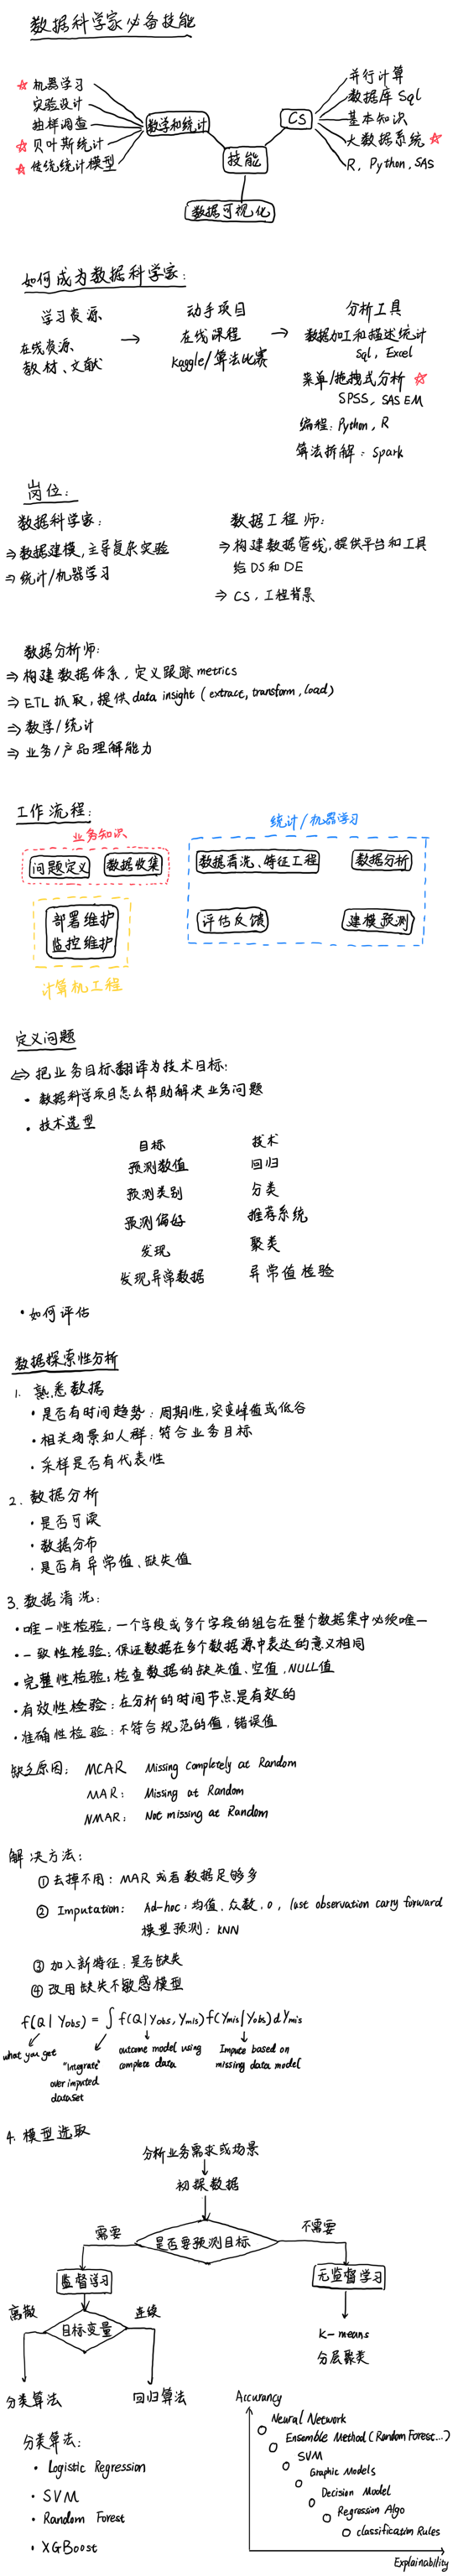 数据科学家必备技能
☆ 机器学习
实验设计
抽样调查
☆ 贝叶斯统计
☆ 传统统计模型
数学和统计
技能
CS
并行计算
数据库 Sql
基本知识
大数据系统 ☆
R, Python, SAS
数据可视化
如何成为数据科学家:
学习资源
在线资源、
教材、文献
→
动手项目
在线课程
Kaggle/算法比赛
→
分析工具
数据加工和描述统计
Sql, Excel
菜单/拖拽式分析 ☆
SPSS, SAS EM
编程: Python, R
算法拆解: Spark
岗位:
数据科学家:
⇒ 数据建模, 主导复杂实验
⇒ 统计/机器学习
数据工程师:
⇒ 构建数据管线, 提供平台和工具
给DS和DE
⇒ CS, 工程背景
数据分析师:
⇒ 构建数据体系, 定义跟踪 metrics
⇒ ETL 抓取, 提供 data insight (extrace, transform, load)
⇒ 数学/统计
⇒ 业务/产品理解能力
工作流程:
业务知识
问题定义
数据收集
统计/机器学习
数据清洗、特征工程
数据分析
评估反馈
建模预测
部署维护
监控维护
计算机工程
定义问题
⇔ 把业务目标翻译为技术目标:
• 数据科学项目怎么帮助解决业务问题
• 技术选型
目标 技术
预测数值 回归
预测类别 分类
预测偏好 推荐系统
发现 聚类
发现异常数据 异常值检验
• 如何评估
数据探索性分析
1. 熟悉数据
• 是否有时间趋势: 周期性, 突变峰值或低谷
• 相关场景和人群: 符合业务目标
• 采样是否有代表性
2. 数据分析
• 是否可读
• 数据分布
• 是否有异常值、缺失值
3. 数据清洗:
• 唯一性检验: 一个字段或多个字段的组合在整个数据集中必须唯一
• 一致性检验: 保证数据在多个数据源中表达的意义相同
• 完整性检验: 检查数据的缺失值、空值, NULL值
• 有效性检验: 在分析的时间节点是有效的
• 准确性检验: 不符合规范的值, 错误值
缺乏原因: MCAR Missing Completely at Random
MAR: Missing at Random
NMAR: Not missing at Random
解决方法:
① 去掉不用: MAR 或者数据足够多
② Imputation: Ad-hoc: 均值、众数, 0, last observation carry forward
模型预测: KNN
③ 加入新特征: 是否缺失
④ 改用缺失不敏感模型
f(Q | Yobs) = ∫ f(Q | Yobs, Ymis) f(Ymis | Yobs) d Ymis
what you get
"integrate"
over imputed
dataset
outcome model using
complete data
Impute based on
missing data model
4. 模型选取
分析业务需求或场景
初探数据
是否要预测目标
需要
不需要
监督学习
无监督学习
离散
目标变量
连续
K-means
分层聚类
分类算法
回归算法
分类算法:
• Logistic Regression
• SVM
• Random Forest
• XGBoost
Accurancy
Neural Network
Ensemble Method (Random Forest...)
SVM
Graphic Models
Decision Model
Regression Algo
Classification Rules
Explainability